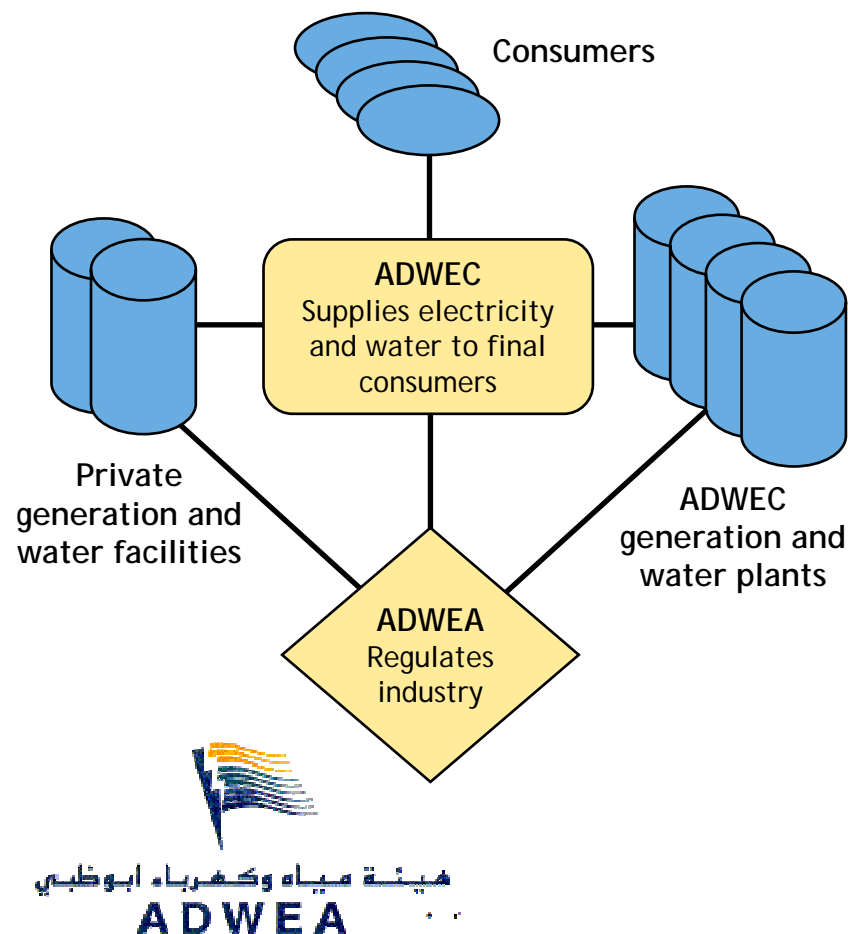 Consumers
ADWEC
Supplies electricity
and water to final
consumers
Private
generation and
water facilities
ADWEC
generation and
water plants
ADWEA
Regulates
industry
هيئة مياه وكهرباء ابوظبي
ADWEA